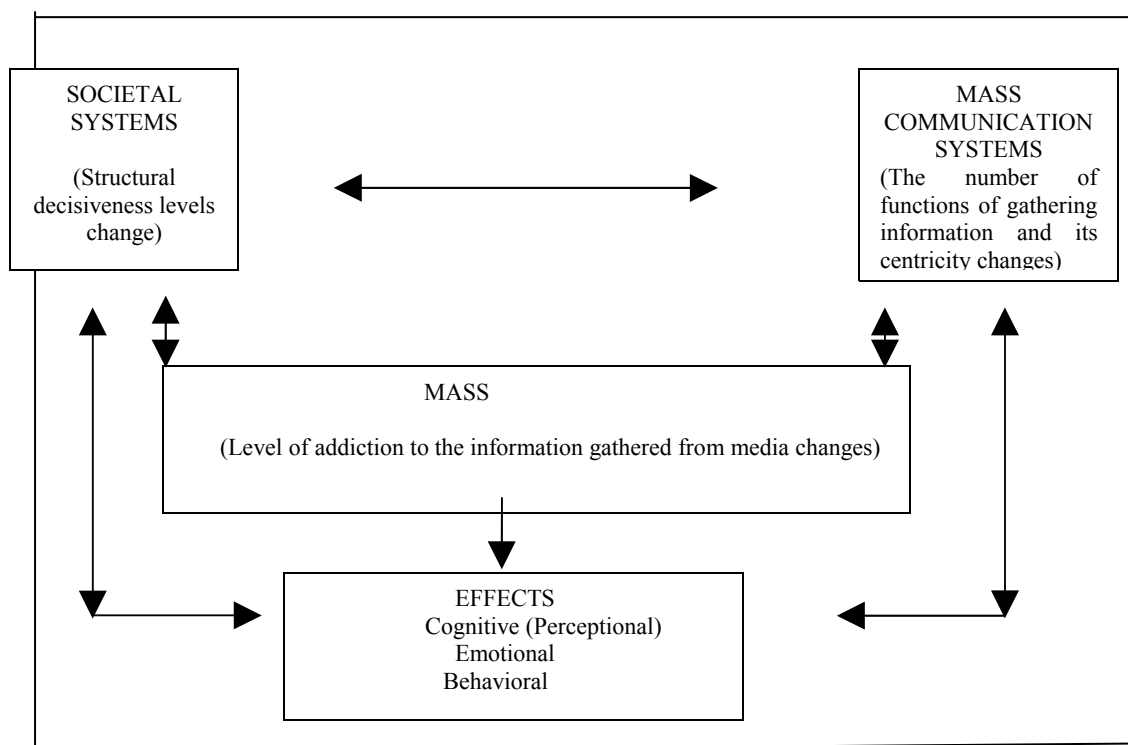 SOCIETAL
SYSTEMS
(Structural
decisiveness levels
change)
MASS
COMMUNICATION
SYSTEMS
(The number of
functions of gathering
information and its
centricity changes)
MASS
(Level of addiction to the information gathered from media changes)
EFFECTS
Cognitive (Perceptional)
Emotional
Behavioral